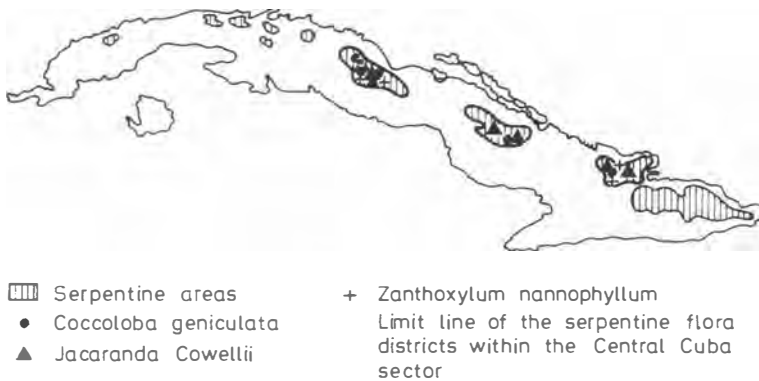 Serpentine areas
Coccoloba geniculata
Jacaranda Cowellii
+ Zanthoxylum nannophyllum
Limit line of the serpentine flora
districts within the Central Cuba
sector